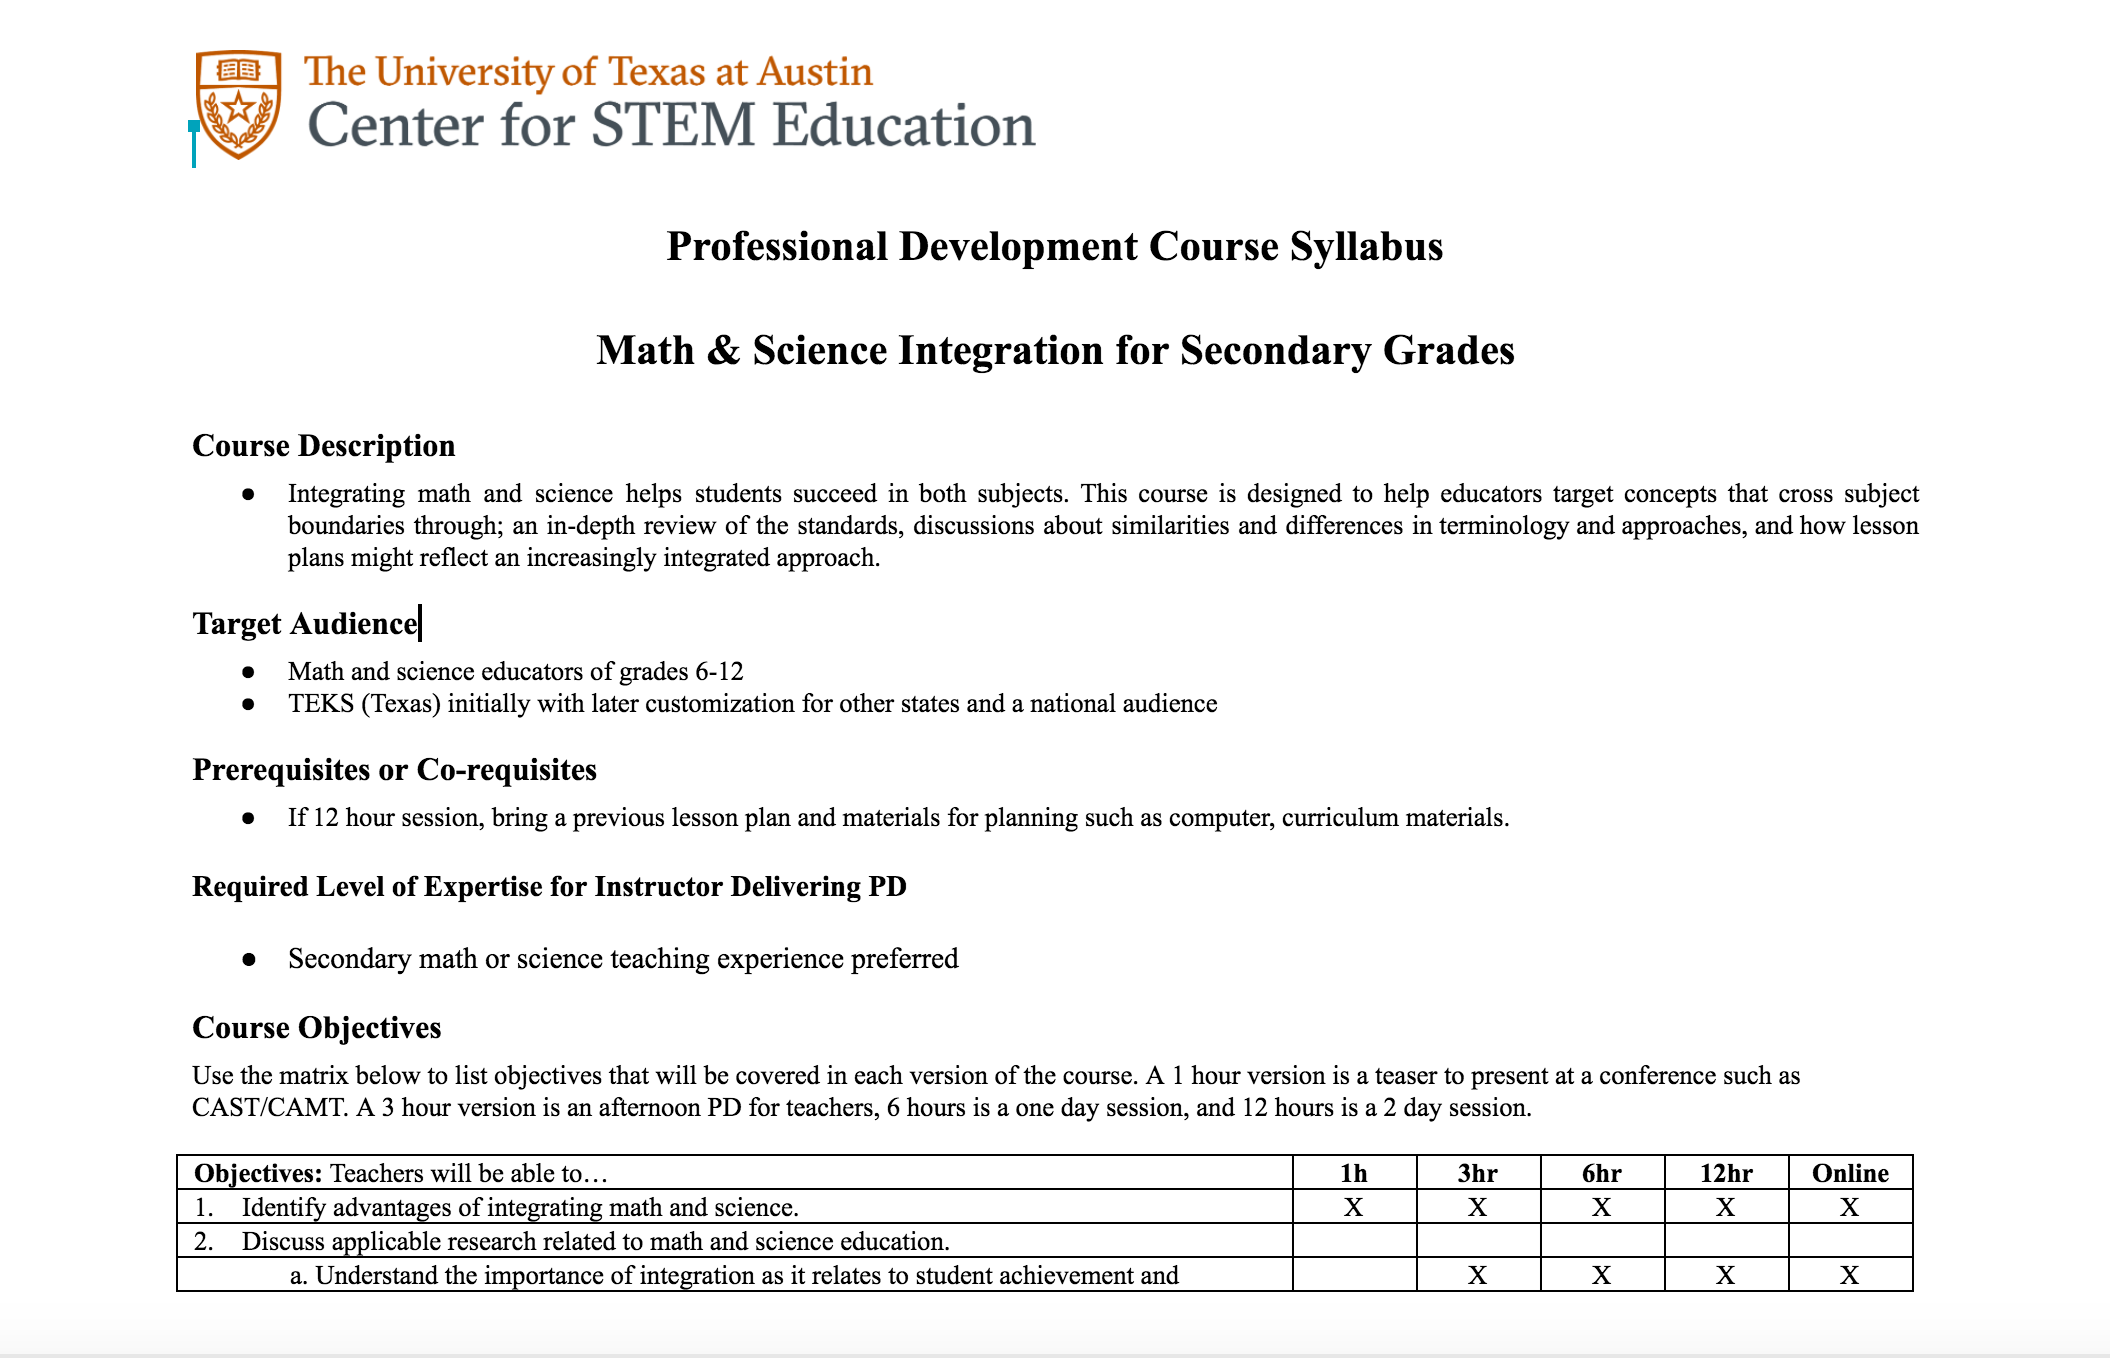 The University of Texas at Austin
Center for STEM Education
Professional Development Course Syllabus
Math & Science Integration for Secondary Grades
Course Description
● Integrating math and science helps students succeed in both subjects. This course is designed to help educators target concepts that cross subject
boundaries through; an in-depth review of the standards, discussions about similarities and differences in terminology and approaches, and how lesson
plans might reflect an increasingly integrated approach.
Target Audience
● Math and science educators of grades 6-12
● TEKS (Texas) initially with later customization for other states and a national audience
Prerequisites or Co-requisites
● If 12 hour session, bring a previous lesson plan and materials for planning such as computer, curriculum materials.
Required Level of Expertise for Instructor Delivering PD
● Secondary math or science teaching experience preferred
Course Objectives
Use the matrix below to list objectives that will be covered in each version of the course. A 1 hour version is a teaser to present at a conference such as
CAST/CAMT. A 3 hour version is an afternoon PD for teachers, 6 hours is a one day session, and 12 hours is a 2 day session.
Objectives: Teachers will be able to… 1h 3hr 6hr 12hr Online
1. Identify advantages of integrating math and science. X X X X X
2. Discuss applicable research related to math and science education.
a. Understand the importance of integration as it relates to student achievement and X X X X